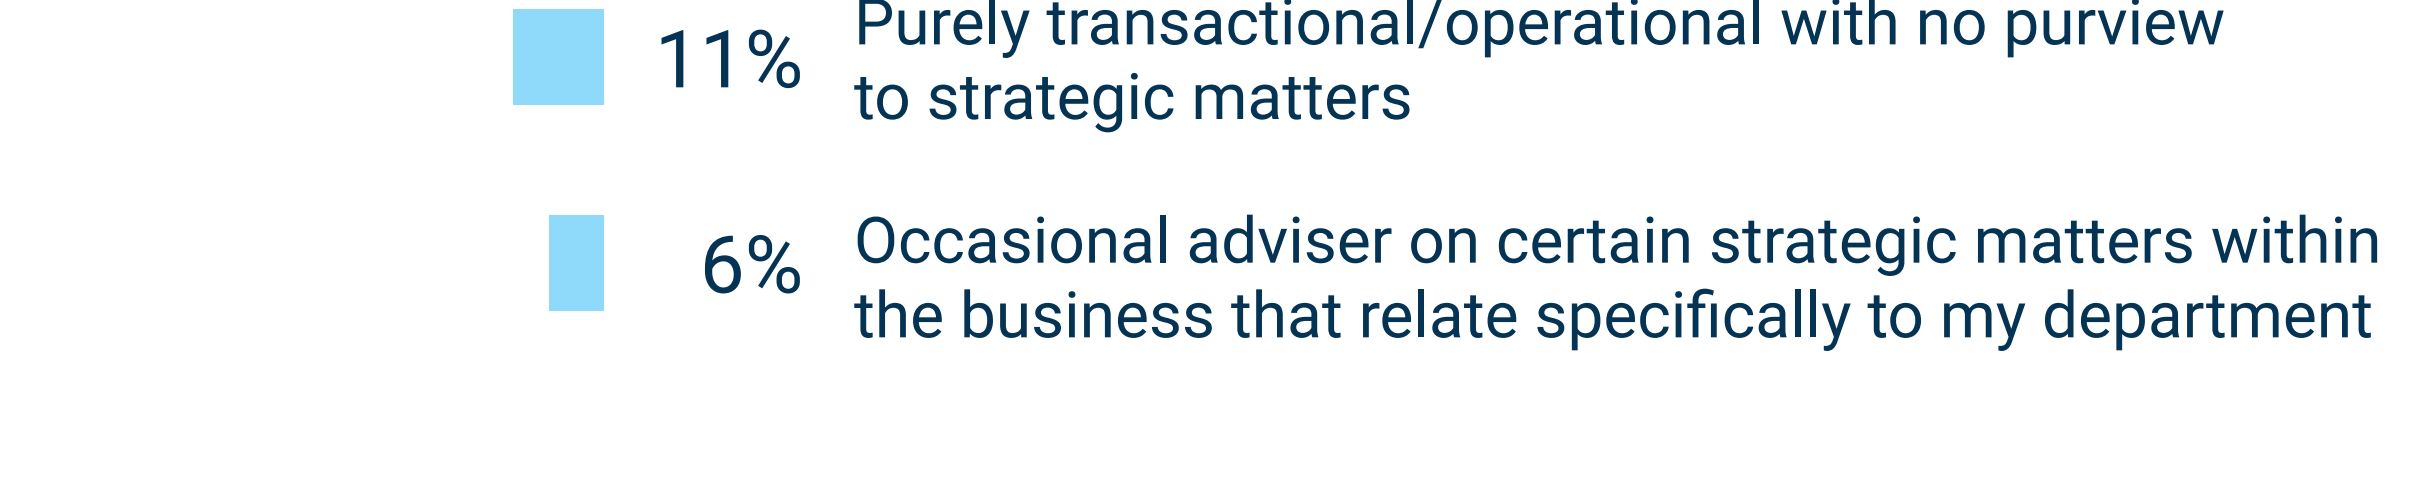 11%
Purely transactional/operational with no purview
to strategic matters
6%
Occasional adviser on certain strategic matters within
the business that relate specifically to my department